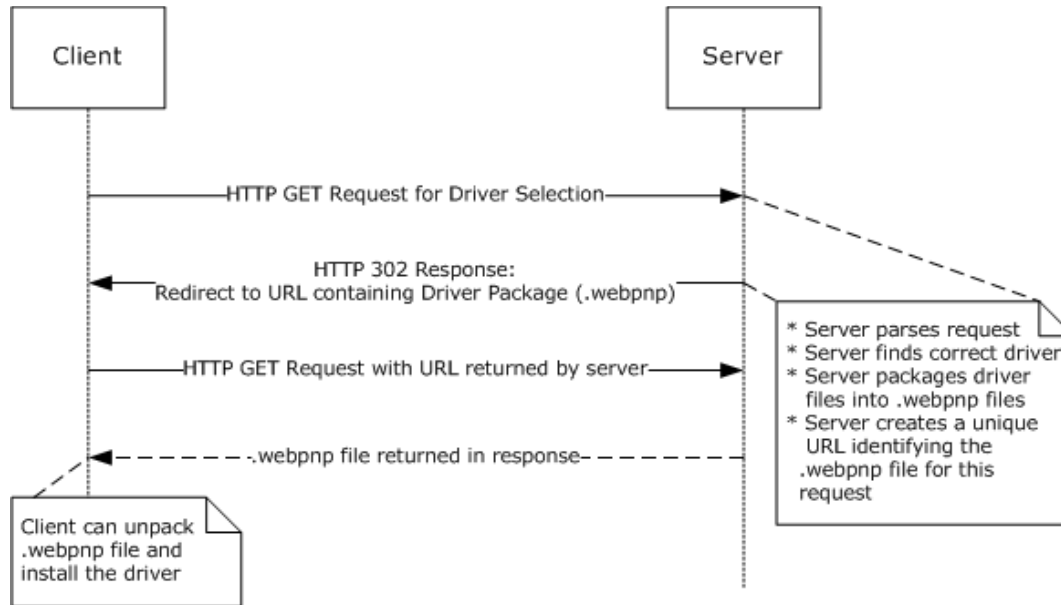 Client
Server
HTTP GET Request for Driver Selection
HTTP 302 Response:
Redirect to URL containing Driver Package (.webpnp)
* Server parses request
* Server finds correct driver
* Server packages driver
files into .webpnp files
* Server creates a unique
URL identifying the
.webpnp file for this
request
HTTP GET Request with URL returned by server
.webpnp file returned in response
Client can unpack
.webpnp file and
install the driver